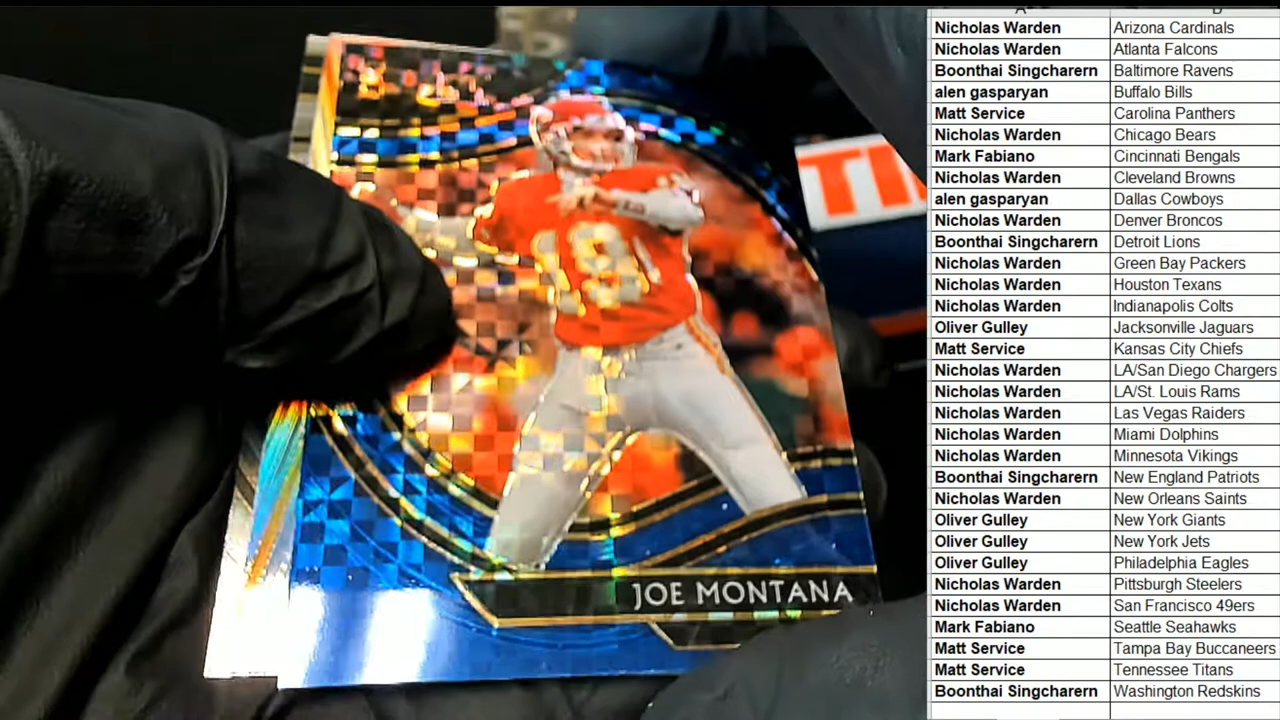 19
TI
JOE MONTANA
Nicholas Warden Arizona Cardinals
Nicholas Warden Atlanta Falcons
Boonthai Singcharern Baltimore Ravens
alen gasparyan Buffalo Bills
Matt Service Carolina Panthers
Nicholas Warden Chicago Bears
Mark Fabiano Cincinnati Bengals
Nicholas Warden Cleveland Browns
alen gasparyan Dallas Cowboys
Nicholas Warden Denver Broncos
Boonthai Singcharern Detroit Lions
Nicholas Warden Green Bay Packers
Nicholas Warden Houston Texans
Nicholas Warden Indianapolis Colts
Oliver Gulley Jacksonville Jaguars
Matt Service Kansas City Chiefs
Nicholas Warden LA/San Diego Chargers
Nicholas Warden LA/St. Louis Rams
Nicholas Warden Las Vegas Raiders
Nicholas Warden Miami Dolphins
Nicholas Warden Minnesota Vikings
Boonthai Singcharern New England Patriots
Nicholas Warden New Orleans Saints
Oliver Gulley New York Giants
Oliver Gulley New York Jets
Oliver Gulley Philadelphia Eagles
Nicholas Warden Pittsburgh Steelers
Nicholas Warden San Francisco 49ers
Mark Fabiano Seattle Seahawks
Matt Service Tampa Bay Buccaneers
Matt Service Tennessee Titans
Boonthai Singcharern Washington Redskins